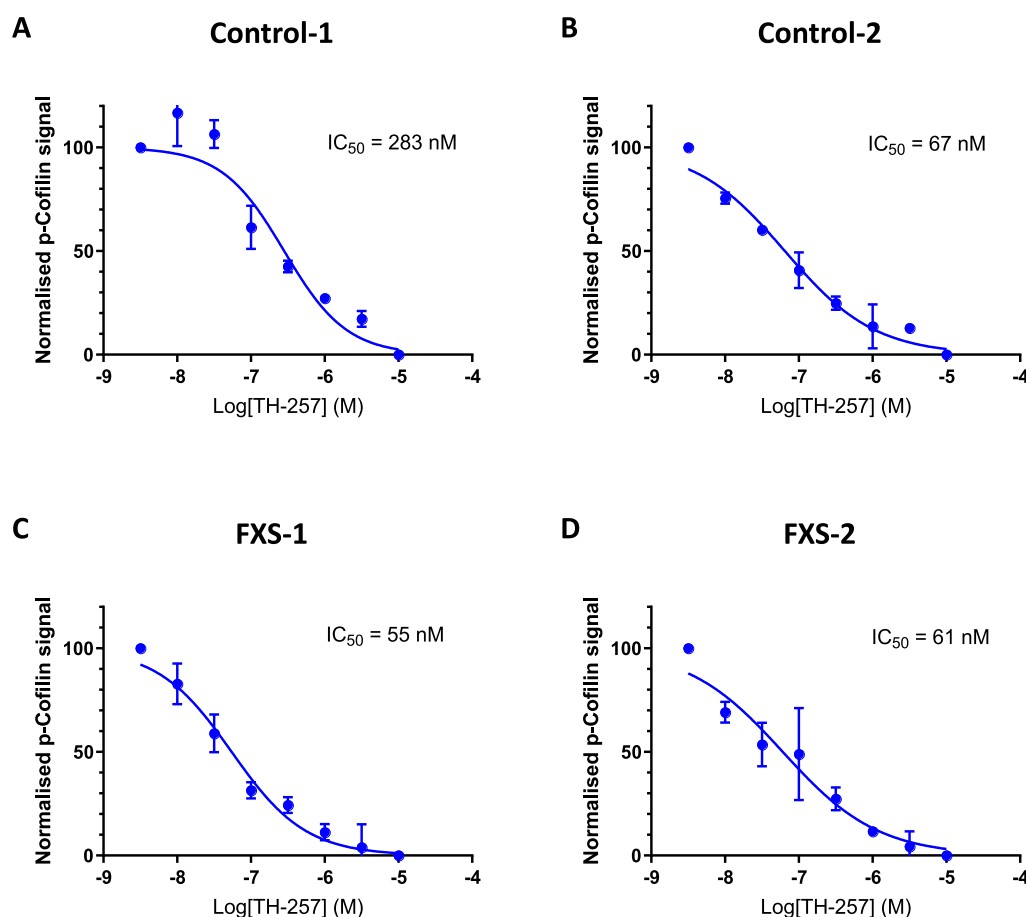 A
Control-1
Normalised p-Cofilin signal
100
50
0
IC50 = 283 nM
-9 -8 -7 -6 -5 -4
Log[TH-257] (M)
B
Control-2
Normalised p-Cofilin signal
100
50
0
IC50 = 67 nM
-9 -8 -7 -6 -5 -4
Log[TH-257] (M)
C
FXS-1
Normalised p-Cofilin signal
100
50
0
IC50 = 55 nM
-9 -8 -7 -6 -5 -4
Log[TH-257] (M)
D
FXS-2
Normalised p-Cofilin signal
100
50
0
IC50 = 61 nM
-9 -8 -7 -6 -5 -4
Log[TH-257] (M)